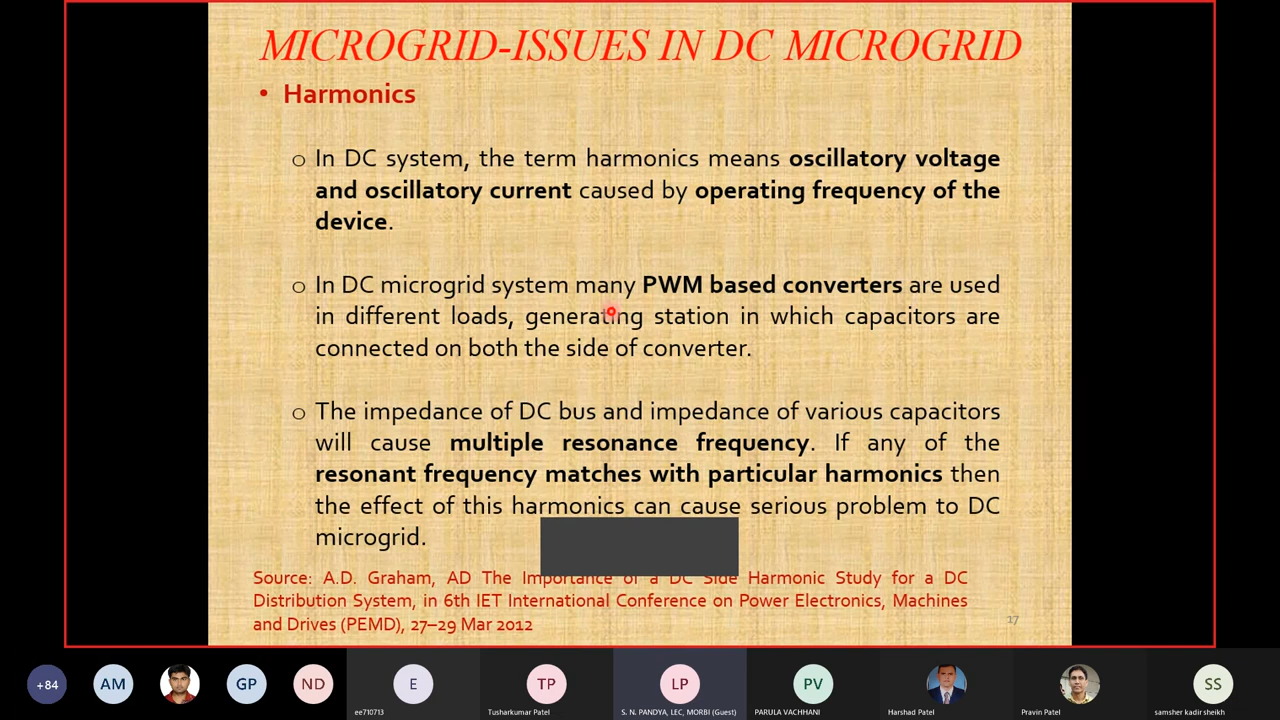 MICROGRID-ISSUES IN DC MICROGRID
• Harmonics
o In DC system, the term harmonics means oscillatory voltage
and oscillatory current caused by operating frequency of the
device.
o In DC microgrid system many PWM based converters are used
in different loads, generating station in which capacitors are
connected on both the side of converter.
o The impedance of DC bus and impedance of various capacitors
will cause multiple resonance frequency. If any of the
resonant frequency matches with particular harmonics then
the effect of this harmonics can cause serious problem to DC
microgrid.
Source: A.D. Graham, AD The Importance of a DC Side Harmonic Study for a DC
Distribution System, in 6th IET International Conference on Power Electronics, Machines
and Drives (PEMD), 27–29 Mar 2012
17
+84 AM GP ND E TP LP PV SS
ee710713 Tusharkumar Patel S. N. PANDYA, LEC, MORBI (Guest) PARULA VACHHANI Harshad Patel Pravin Patel samsher kadir sheikh